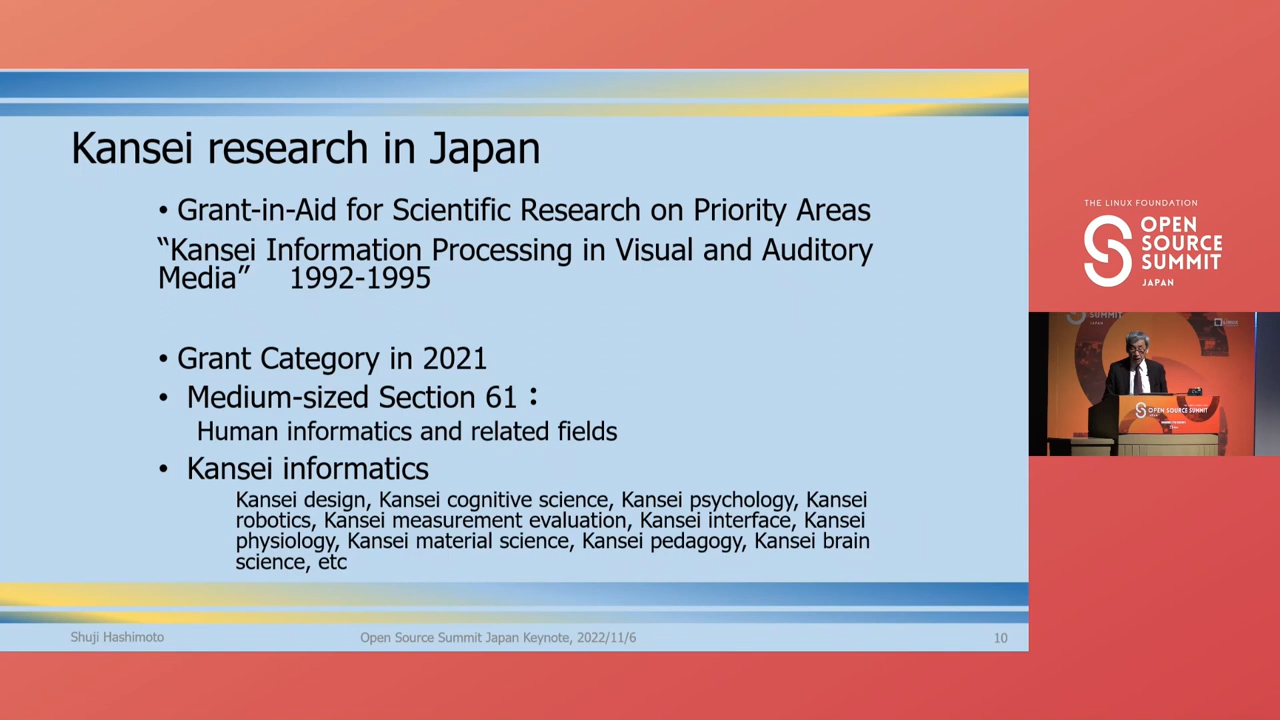 Kansei research in Japan
• Grant-in-Aid for Scientific Research on Priority Areas
“Kansei Information Processing in Visual and Auditory
Media” 1992-1995
• Grant Category in 2021
• Medium-sized Section 61：
Human informatics and related fields
• Kansei informatics
Kansei design, Kansei cognitive science, Kansei psychology, Kansei
robotics, Kansei measurement evaluation, Kansei interface, Kansei
physiology, Kansei material science, Kansei pedagogy, Kansei brain
science, etc
Shuji Hashimoto
Open Source Summit Japan Keynote, 2022/11/6
10
THE LINUX FOUNDATION
OPEN
SOURCE
SUMMIT
JAPAN
SUMMIT
OPEN SOURCE SUMMIT